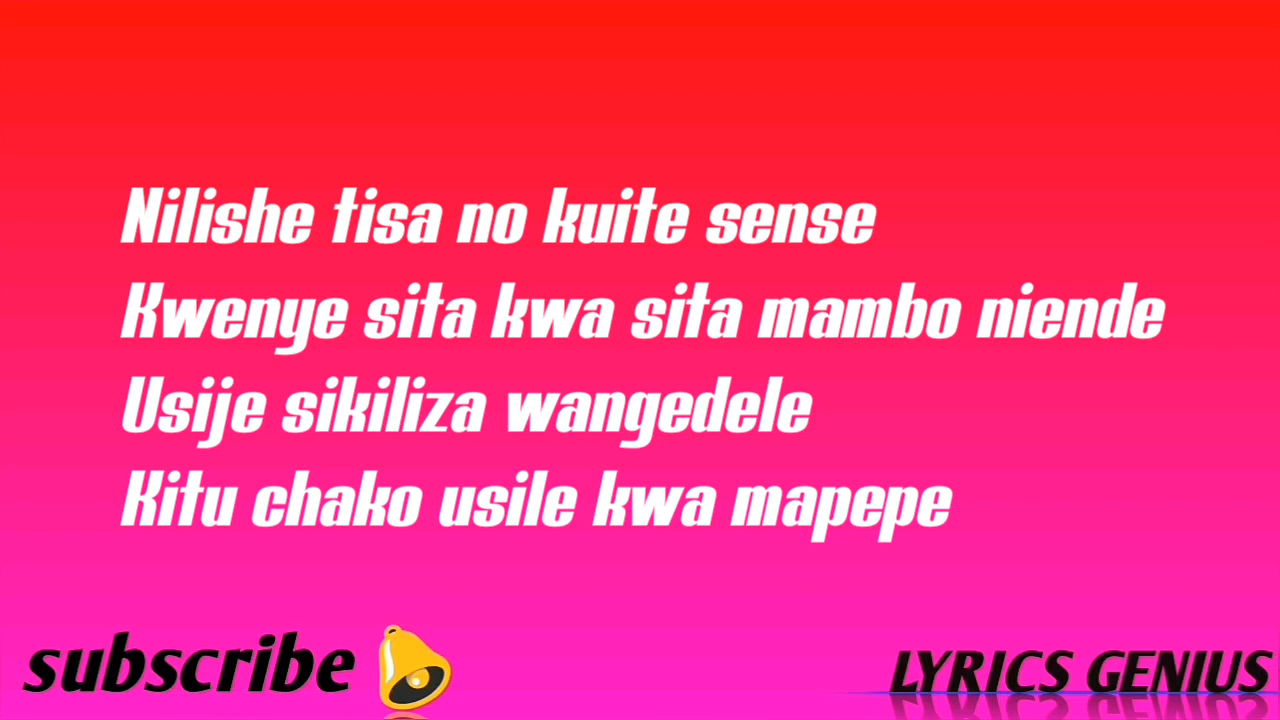 Nilishe tisa no kuite sense
Kwenye sita kwa sita mambo niende
Usije sikiliza wangedele
Kitu chako usile kwa mapepe
subscribe
LYRICS GENIUS